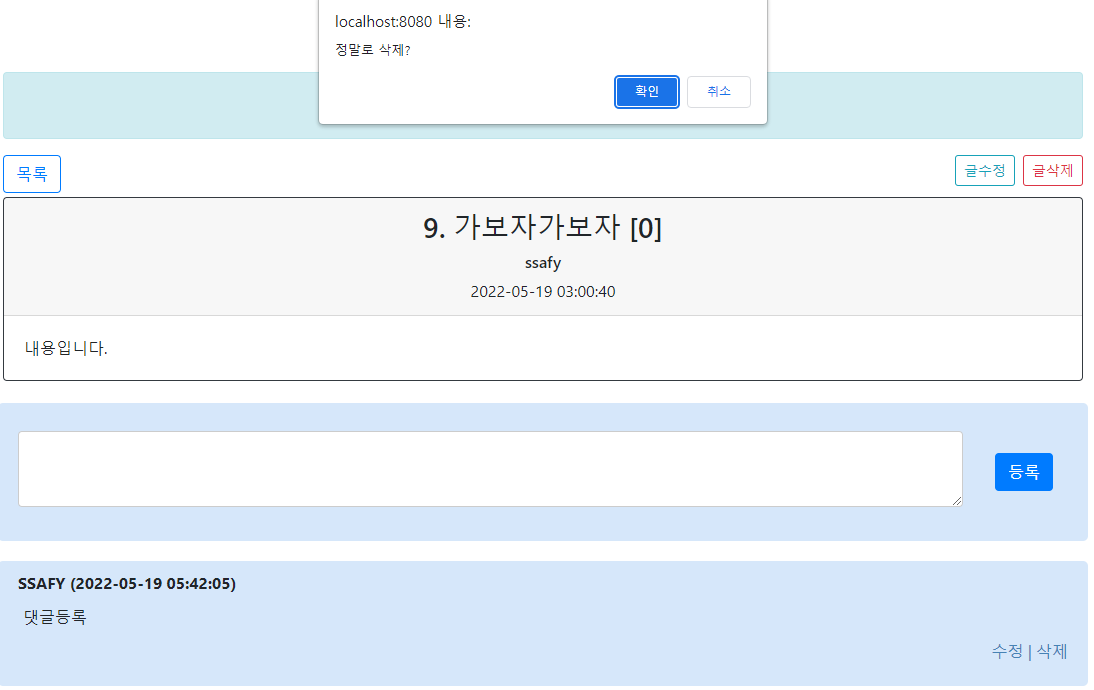 localhost:8080 내용:
정말로 삭제?
확인 취소
목록 글수정 글삭제
9. 가보자가보자 [0]
ssafy
2022-05-19 03:00:40
내용입니다.
등록
SSAFY (2022-05-19 05:42:05)
댓글등록
수정 | 삭제